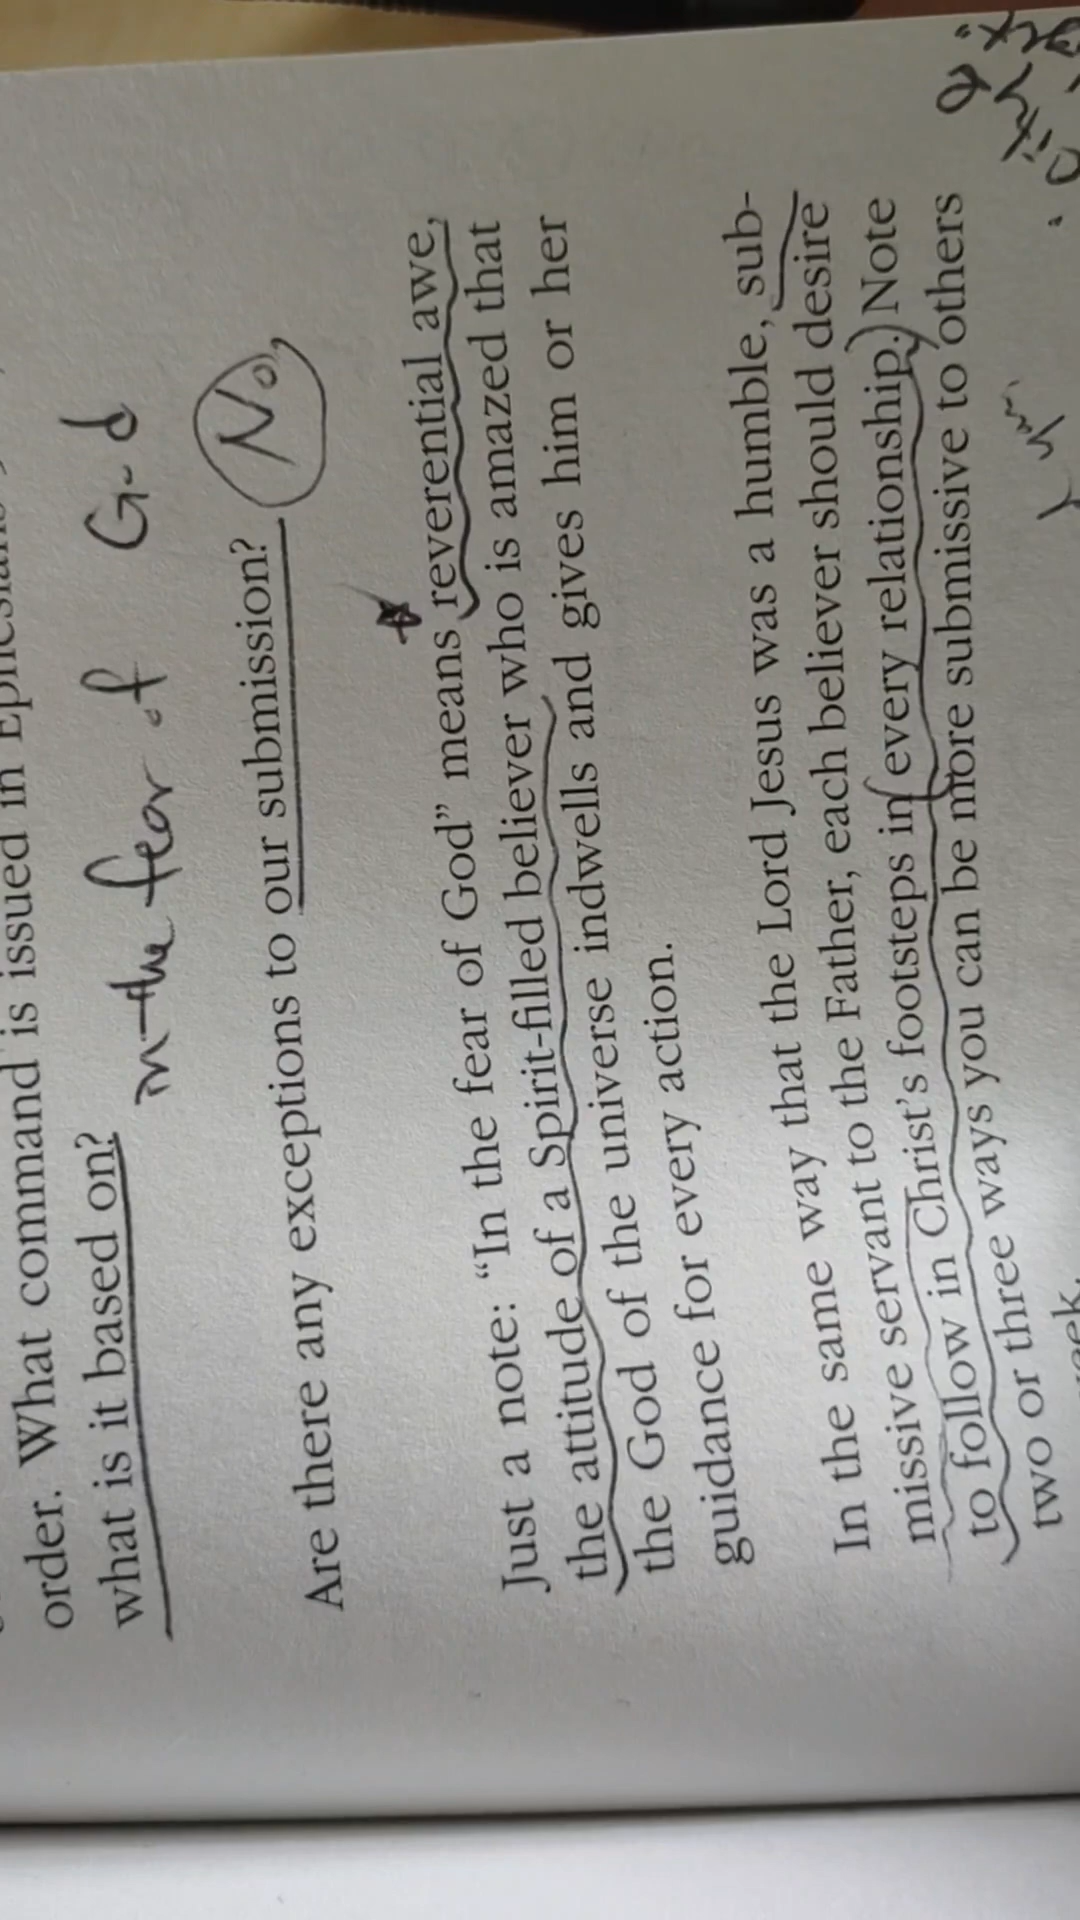 order. What command is issued in
what is it based on?
in the fear of G-d
Are there any exceptions to our submission? No,
Just a note: “In the fear of God” means reverential awe,
the attitude of a Spirit-filled believer who is amazed that
the God of the universe indwells and gives him or her
guidance for every action.
In the same way that the Lord Jesus was a humble, sub-
missive servant to the Father, each believer should desire
to follow in Christ’s footsteps in every relationship. Note
two or three ways you can be more submissive to others